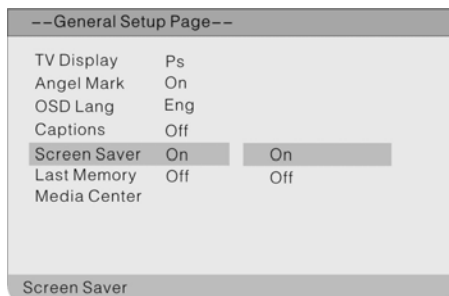 --General Setup Page--
TV Display Ps
Angel Mark On
OSD Lang Eng
Captions Off
Screen Saver On On
Last Memory Off Off
Media Center
Screen Saver